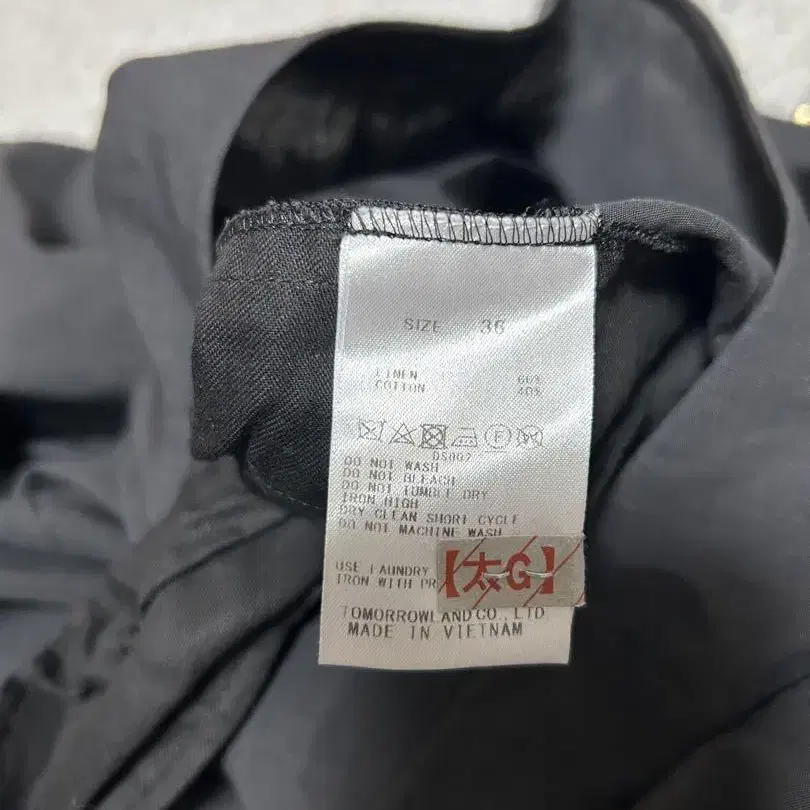 SIZE 36
LINEN 60%
COTTON 40%
DS007
DO NOT WASH
DO NOT BLEACH
DO NOT TUMBLE DRY
IRON HIGH
DRY CLEAN SHORT CYCLE
DO NOT MACHINE WASH
USE LAUNDRY
IRON WITH PR
【太G】
TOMORROWLAND CO., LTD.
MADE IN VIETNAM